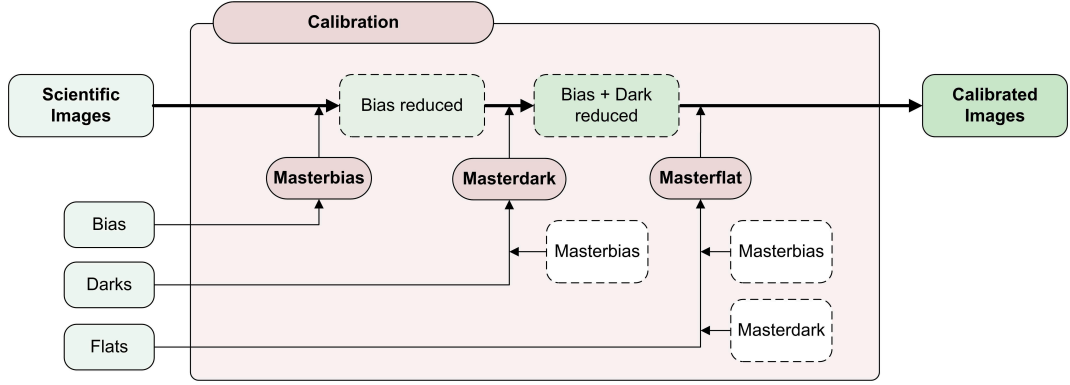 Calibration
Scientific
Images
Bias reduced
Bias + Dark
reduced
Calibrated
Images
Masterbias
Masterdark
Masterflat
Bias
Masterbias
Masterbias
Darks
Masterdark
Flats